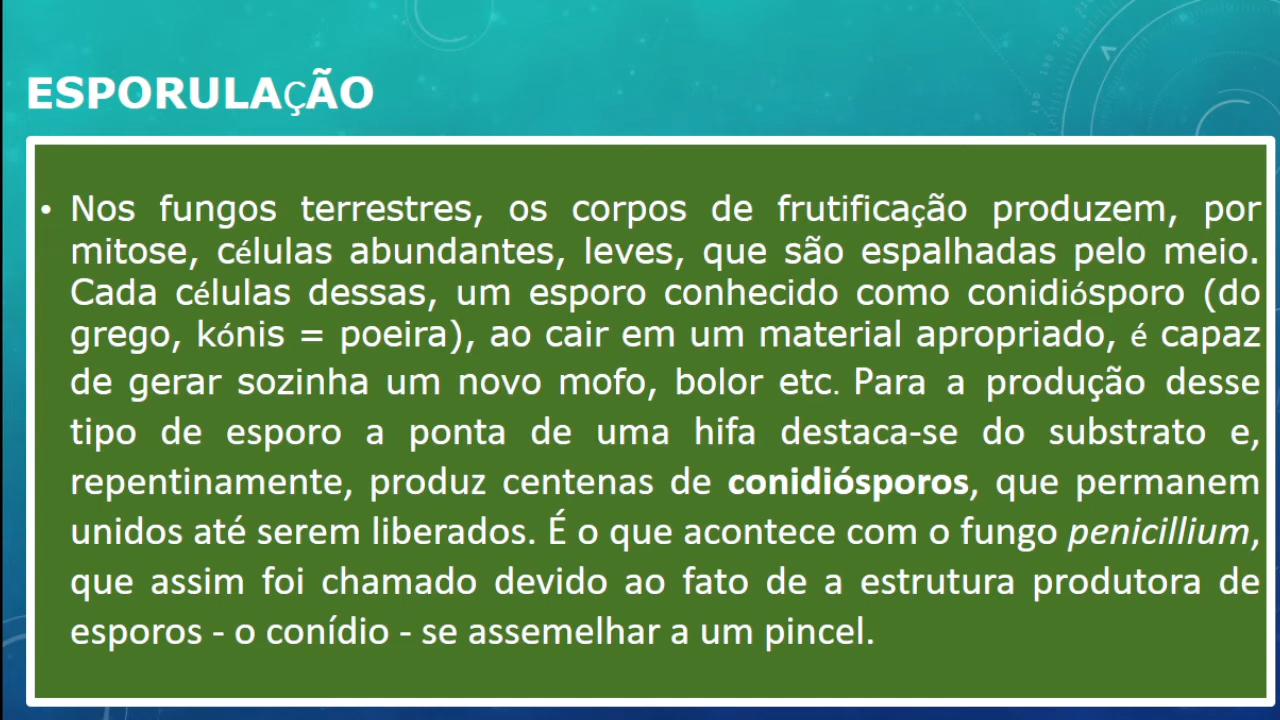 ESPORULAÇÃO
• Nos fungos terrestres, os corpos de frutificação produzem, por
mitose, células abundantes, leves, que são espalhadas pelo meio.
Cada células dessas, um esporo conhecido como conidiósporo (do
grego, kónis = poeira), ao cair em um material apropriado, é capaz
de gerar sozinha um novo mofo, bolor etc. Para a produção desse
tipo de esporo a ponta de uma hifa destaca-se do substrato e,
repentinamente, produz centenas de conidiósporos, que permanem
unidos até serem liberados. É o que acontece com o fungo penicillium,
que assim foi chamado devido ao fato de a estrutura produtora de
esporos - o conídio - se assemelhar a um pincel.